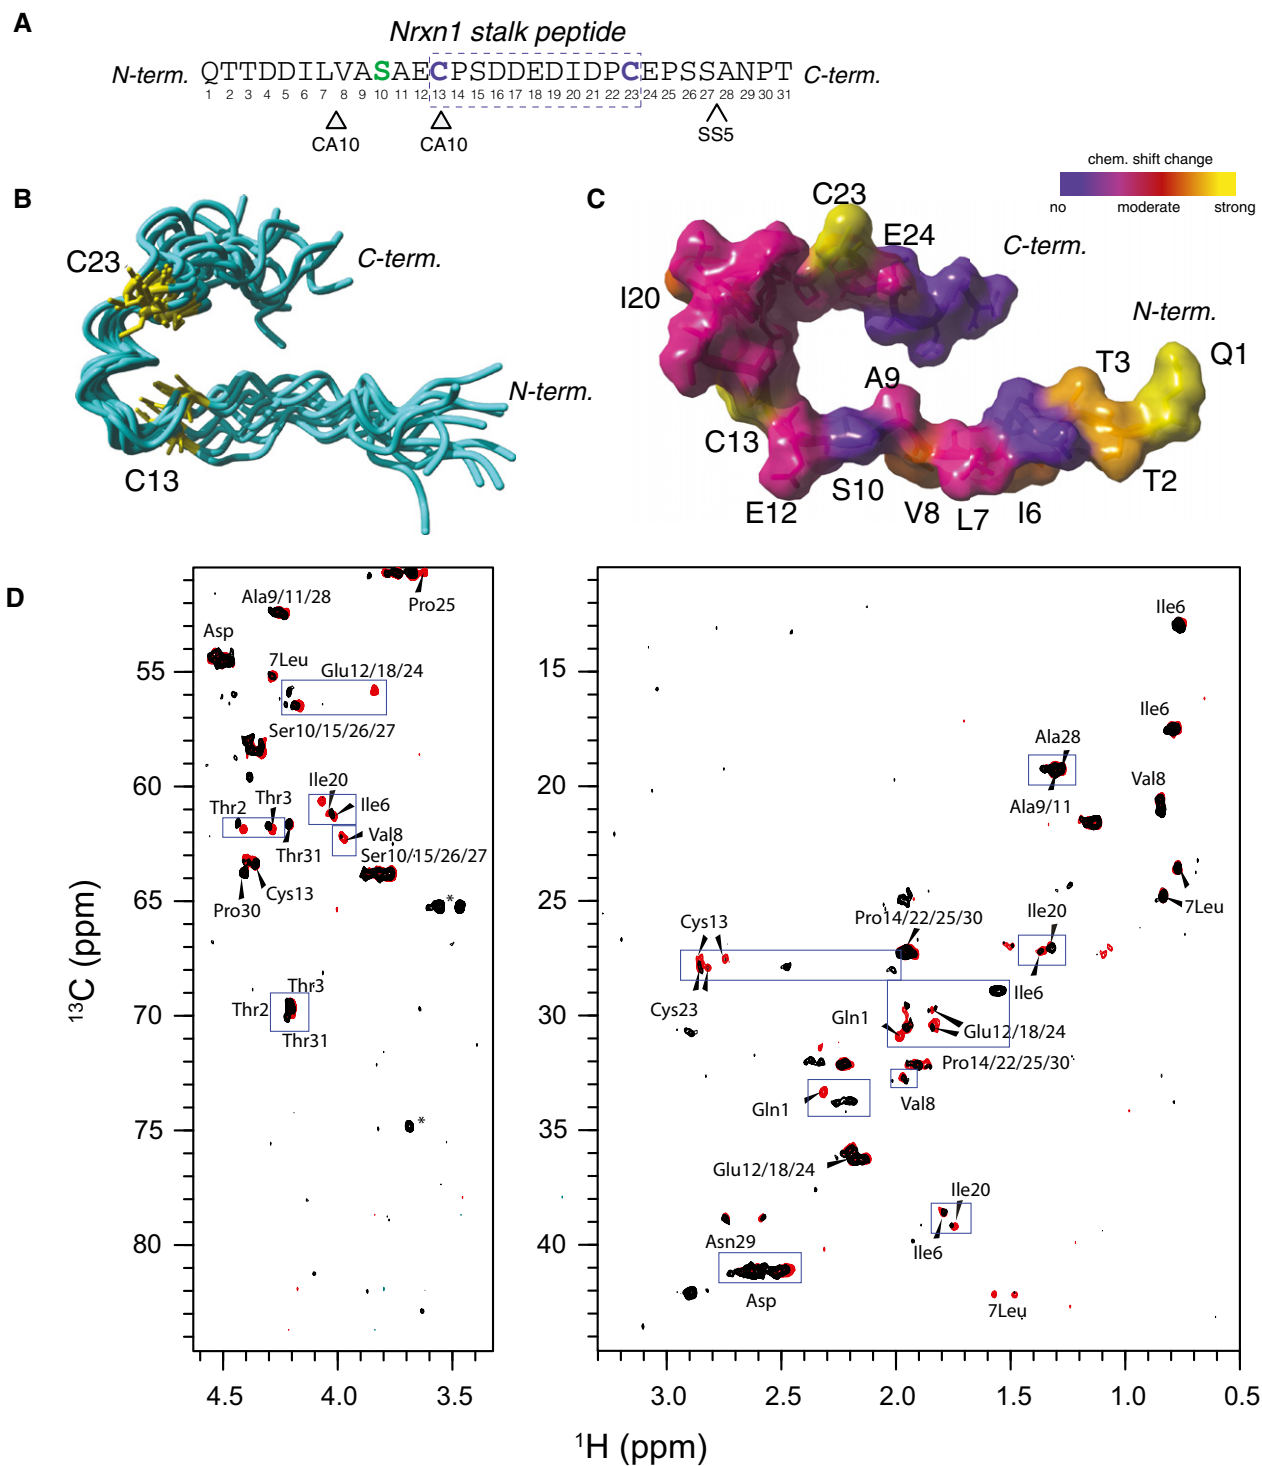 A
Nrxn1 stalk peptide
N-term. QTTDDILVASAECPSDDEDIDPCEPSSANPT C-term.
1 2 3 4 5 6 7 8 9 10 11 12 13 14 15 16 17 18 19 20 21 22 23 24 25 26 27 28 29 30 31
CA10 CA10 SS5
B
C23
C-term.
N-term.
C13
C
chem. shift change
no moderate strong
C23
E24
C-term.
I20
N-term.
Q1
T3
A9
C13
S10
T2
E12
V8
L7
I6
D
Pro25
Ala9/11/28
Asp
7Leu
Glu12/18/24
Ser10/15/26/27
Ile20
Thr3
Ile6
Thr2
Val8
Thr31
Ser10/15/26/27
Cys13
Pro30
*
Thr3
Thr2
Thr31
*
55
60
65
70
75
80
4.5 4.0 3.5
13C (ppm)
Ile6
Ile6
Ala28
Val8
Ala9/11
7Leu
Pro14/22/25/30
Cys13
Ile20
Cys23
Ile6
Gln1
Glu12/18/24
Pro14/22/25/30
Val8
Gln1
Glu12/18/24
Ile20
Asn29
Ile6
Asp
7Leu
15
20
25
30
35
40
3.0 2.5 2.0 1.5 1.0 0.5
1H (ppm)